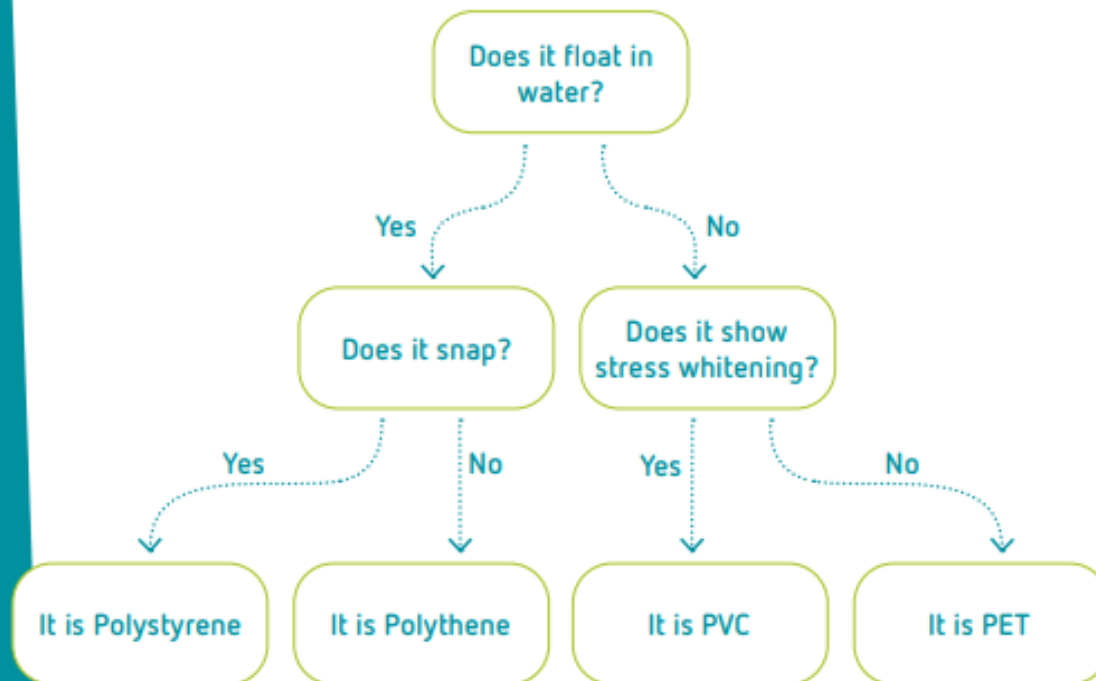 Does it float in
water?
Yes
No
Does it snap?
Does it show
stress whitening?
Yes
No
Yes
No
It is Polystyrene
It is Polythene
It is PVC
It is PET